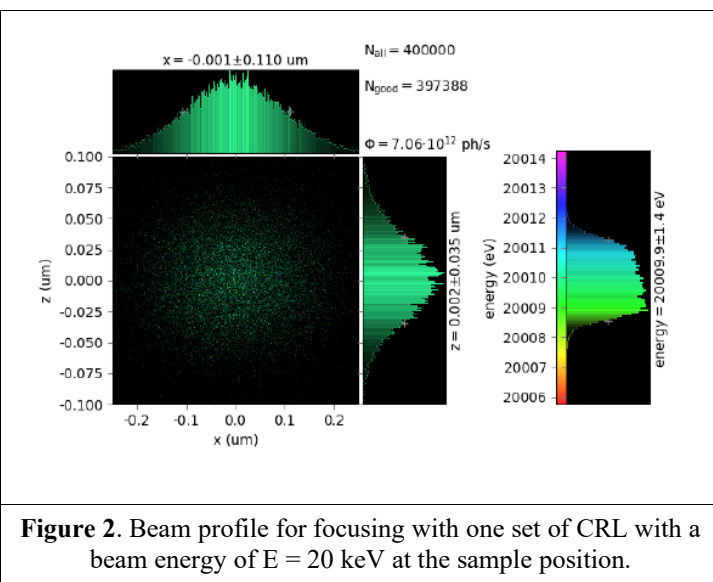 x = -0.001±0.110 um
N_all = 400000
N_good = 397388
Φ = 7.06·10¹² ph/s
0.100
0.075
0.050
0.025
0.000
-0.025
-0.050
-0.075
-0.100
z (um)
-0.2 -0.1 0.0 0.1 0.2
x (um)
z = 0.002±0.035 um
20014
20013
20012
20011
20010
20009
20008
20007
20006
energy (eV)
energy = 20009.9±1.4 eV
Figure 2. Beam profile for focusing with one set of CRL with a
beam energy of E = 20 keV at the sample position.